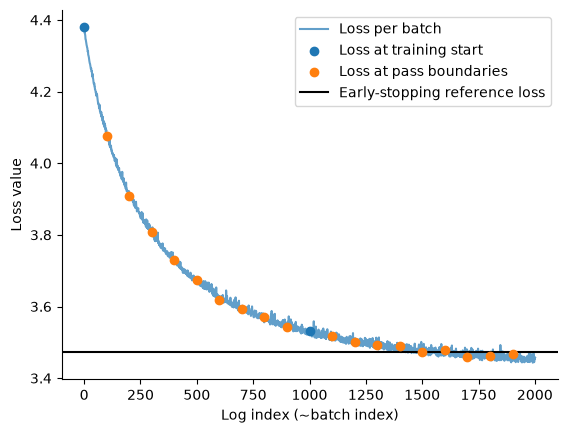 Loss per batch
Loss at training start
Loss at pass boundaries
Early-stopping reference loss
Loss value
4.4
4.2
4.0
3.8
3.6
3.4
0 250 500 750 1000 1250 1500 1750 2000
Log index (~batch index)